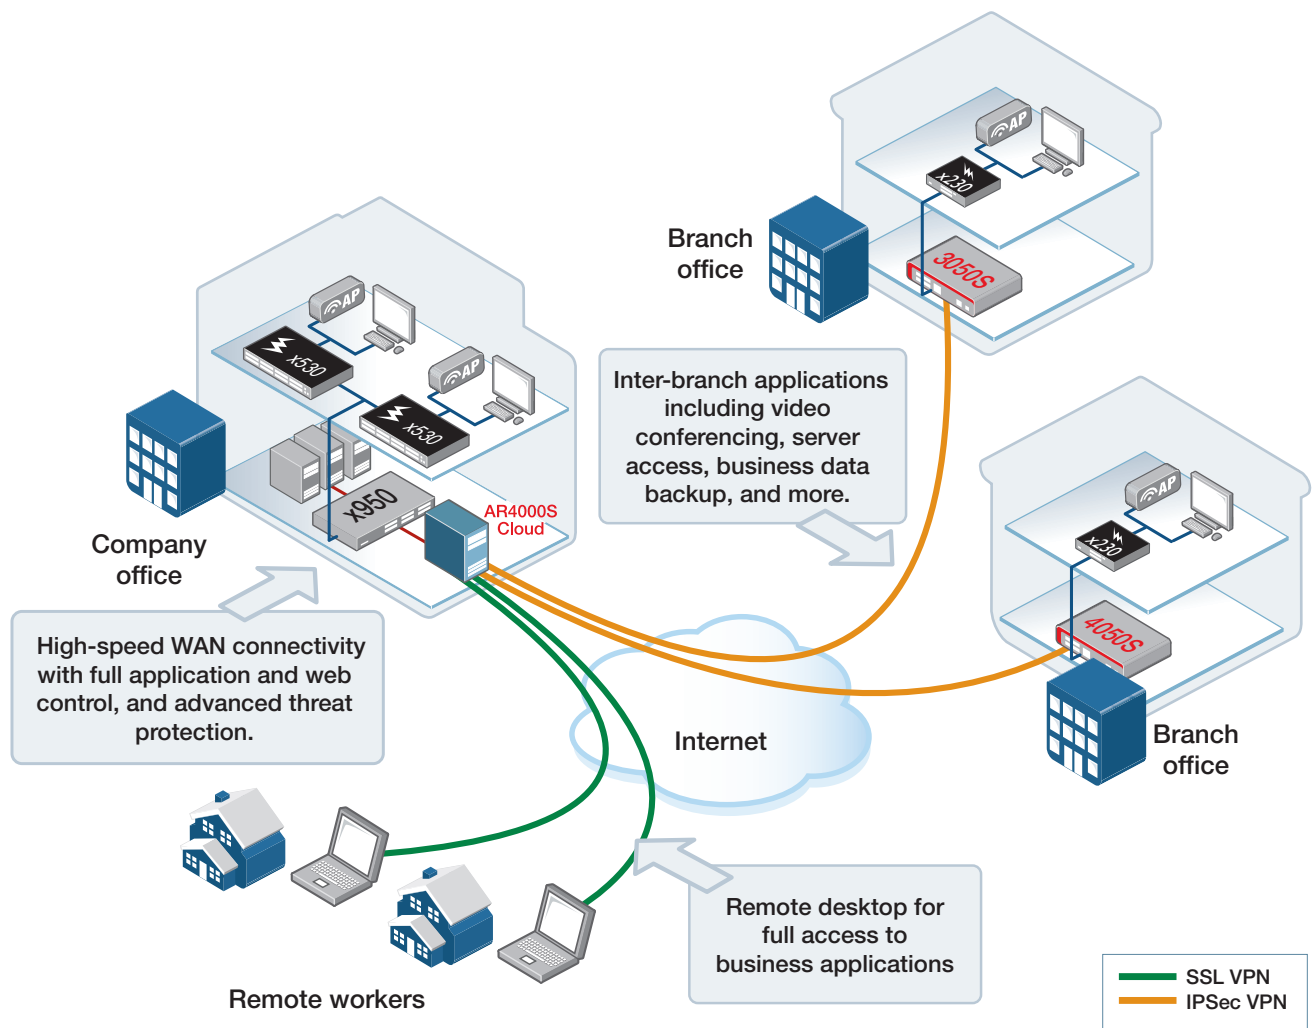 AP
x230
Branch
office
3050S
AP
x530
AP
x530
Inter-branch applications
including video
conferencing, server
access, business data
backup, and more.
x950
AR4000S
Cloud
Company
office
AP
x230
4050S
High-speed WAN connectivity
with full application and web
control, and advanced threat
protection.
Internet
Branch
office
Remote desktop for
full access to
business applications
Remote workers
SSL VPN
IPSec VPN